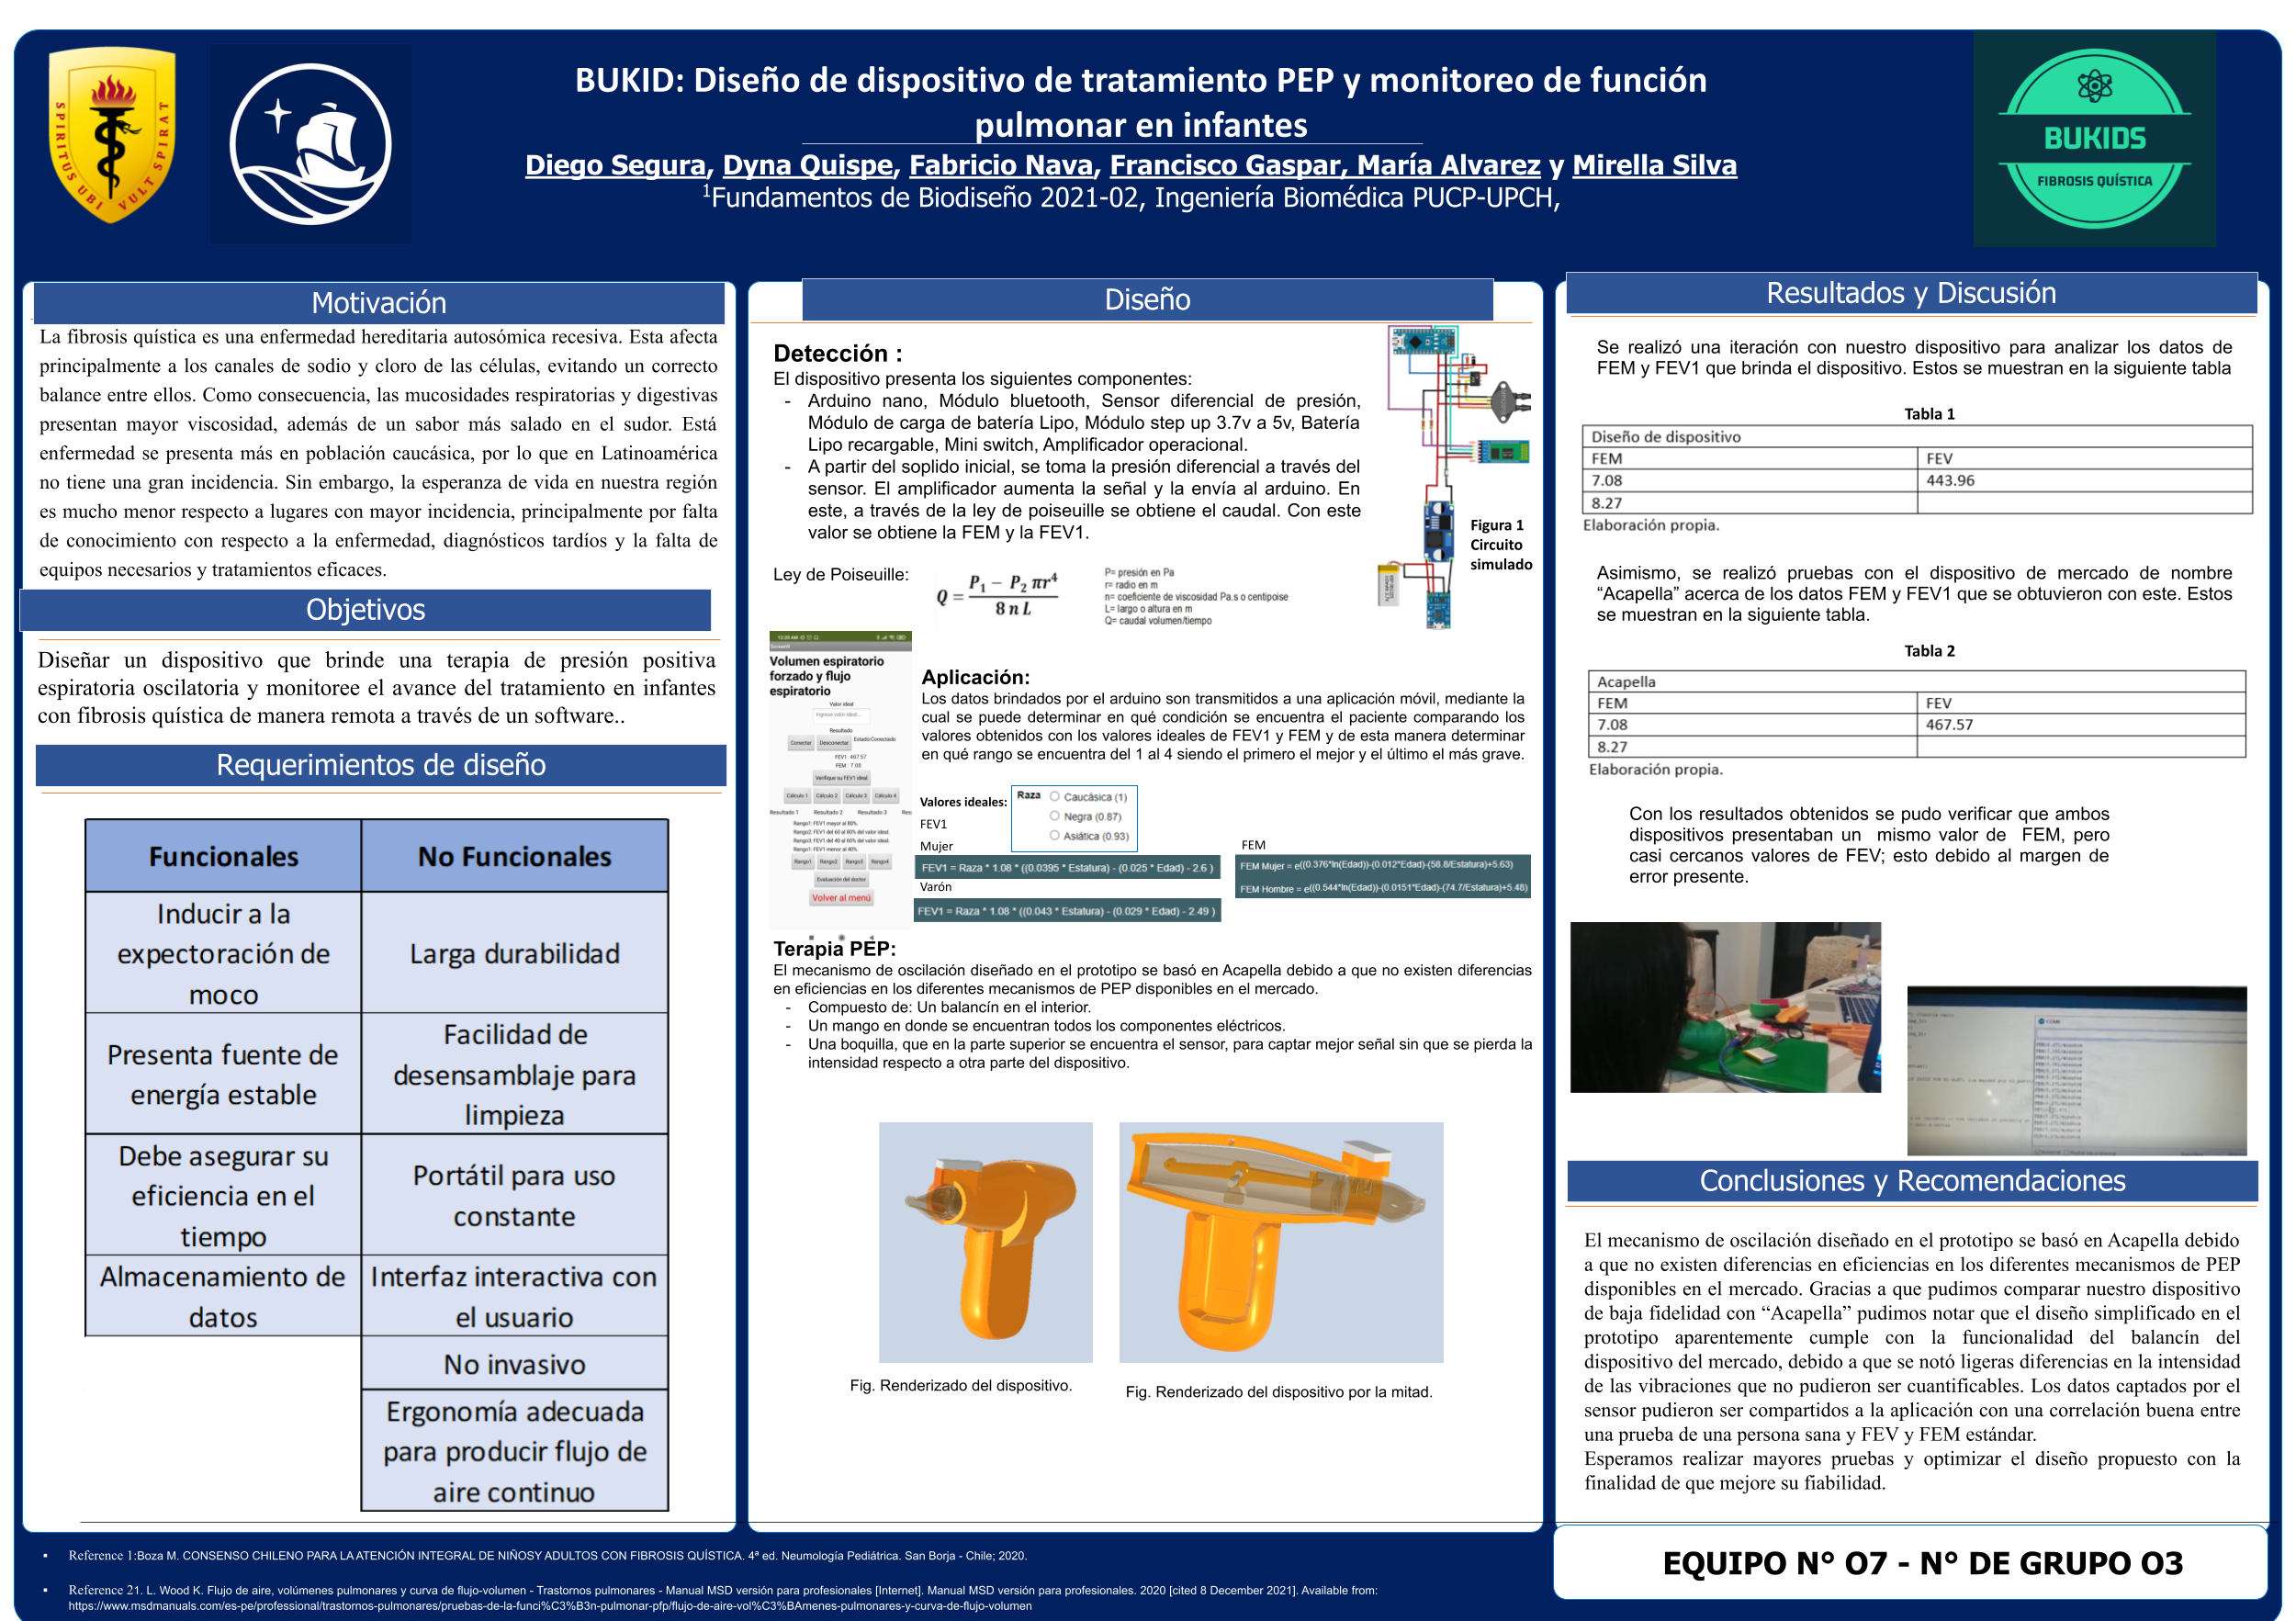 SPIRITUS UBI VULT SPIRAT
BUKID: Diseño de dispositivo de tratamiento PEP y monitoreo de función
pulmonar en infantes
Diego Segura, Dyna Quispe, Fabricio Nava, Francisco Gaspar, María Alvarez y Mirella Silva
1Fundamentos de Biodiseño 2021-02, Ingeniería Biomédica PUCP-UPCH,
BUKIDS
FIBROSIS QUÍSTICA
Motivación
La fibrosis quística es una enfermedad hereditaria autosómica recesiva. Esta afecta
principalmente a los canales de sodio y cloro de las células, evitando un correcto
balance entre ellos. Como consecuencia, las mucosidades respiratorias y digestivas
presentan mayor viscosidad, además de un sabor más salado en el sudor. Está
enfermedad se presenta más en población caucásica, por lo que en Latinoamérica
no tiene una gran incidencia. Sin embargo, la esperanza de vida en nuestra región
es mucho menor respecto a lugares con mayor incidencia, principalmente por falta
de conocimiento con respecto a la enfermedad, diagnósticos tardíos y la falta de
equipos necesarios y tratamientos eficaces.
Objetivos
Diseñar un dispositivo que brinde una terapia de presión positiva
espiratoria oscilatoria y monitoree el avance del tratamiento en infantes
con fibrosis quística de manera remota a través de un software..
Requerimientos de diseño
Funcionales
No Funcionales
Inducir a la
expectoración de
moco
Larga durabilidad
Presenta fuente de
energía estable
Facilidad de
desensamblaje para
limpieza
Debe asegurar su
eficiencia en el
tiempo
Portátil para uso
constante
Almacenamiento de
datos
Interfaz interactiva con
el usuario
No invasivo
Ergonomía adecuada
para producir flujo de
aire continuo
Diseño
Detección :
El dispositivo presenta los siguientes componentes:
- Arduino nano, Módulo bluetooth, Sensor diferencial de presión,
Módulo de carga de batería Lipo, Módulo step up 3.7v a 5v, Batería
Lipo recargable, Mini switch, Amplificador operacional.
- A partir del soplido inicial, se toma la presión diferencial a través del
sensor. El amplificador aumenta la señal y la envía al arduino. En
este, a través de la ley de poiseuille se obtiene el caudal. Con este
valor se obtiene la FEM y la FEV1.
Figura 1
Circuito
simulado
Ley de Poiseuille:
Q = P1 − P2 πr4 / 8 n L
P= presión en Pa
r= radio en m
n= coeficiente de viscosidad Pa.s o centipoise
L= largo o altura en m
Q= caudal volumen/tiempo
Volumen espiratorio
forzado y flujo
espiratorio
Valor ideal
Ingrese valor ideal...
Resultado
Conectar Desconectar Estado:Conectado
FEV1: 467.57
FEM : 7.08
Verifique su FEV1 ideal
Cálculo 1 Cálculo 2 Cálculo 3 Cálculo 4
Resultado 1 Resultado 2 Resultado 3 Res
Rango1: FEV1 mayor al 80%.
Rango2: FEV1 del 60 al 80% del valor ideal.
Rango3: FEV1 del 40 al 60% del valor ideal.
Rango1: FEV1 menor al 40%.
Rango1 Rango2 Rango3 Rango4
Evaluación del doctor
Volver al menú
Aplicación:
Los datos brindados por el arduino son transmitidos a una aplicación móvil, mediante la
cual se puede determinar en qué condición se encuentra el paciente comparando los
valores obtenidos con los valores ideales de FEV1 y FEM y de esta manera determinar
en qué rango se encuentra del 1 al 4 siendo el primero el mejor y el último el más grave.
Valores ideales:
Raza Caucásica (1)
Negra (0.87)
Asiática (0.93)
FEV1
Mujer
FEV1 = Raza * 1.08 * ((0.0395 * Estatura) - (0.025 * Edad) - 2.6 )
Varón
FEV1 = Raza * 1.08 * ((0.043 * Estatura) - (0.029 * Edad) - 2.49 )
FEM
FEM Mujer = e((0.376*ln(Edad))-(0.012*Edad)-(58.8/Estatura)+5.63)
FEM Hombre = e((0.544*ln(Edad))-(0.0151*Edad)-(74.7/Estatura)+5.48)
Terapia PEP:
El mecanismo de oscilación diseñado en el prototipo se basó en Acapella debido a que no existen diferencias
en eficiencias en los diferentes mecanismos de PEP disponibles en el mercado.
- Compuesto de: Un balancín en el interior.
- Un mango en donde se encuentran todos los componentes eléctricos.
- Una boquilla, que en la parte superior se encuentra el sensor, para captar mejor señal sin que se pierda la
intensidad respecto a otra parte del dispositivo.
Fig. Renderizado del dispositivo.
Fig. Renderizado del dispositivo por la mitad.
Resultados y Discusión
Se realizó una iteración con nuestro dispositivo para analizar los datos de
FEM y FEV1 que brinda el dispositivo. Estos se muestran en la siguiente tabla
Tabla 1
Diseño de dispositivo
FEM FEV
7.08 443.96
8.27
Elaboración propia.
Asimismo, se realizó pruebas con el dispositivo de mercado de nombre
“Acapella” acerca de los datos FEM y FEV1 que se obtuvieron con este. Estos
se muestran en la siguiente tabla.
Tabla 2
Acapella
FEM FEV
7.08 467.57
8.27
Elaboración propia.
Con los resultados obtenidos se pudo verificar que ambos
dispositivos presentaban un mismo valor de FEM, pero
casi cercanos valores de FEV; esto debido al margen de
error presente.
Conclusiones y Recomendaciones
El mecanismo de oscilación diseñado en el prototipo se basó en Acapella debido
a que no existen diferencias en eficiencias en los diferentes mecanismos de PEP
disponibles en el mercado. Gracias a que pudimos comparar nuestro dispositivo
de baja fidelidad con “Acapella” pudimos notar que el diseño simplificado en el
prototipo aparentemente cumple con la funcionalidad del balancín del
dispositivo del mercado, debido a que se notó ligeras diferencias en la intensidad
de las vibraciones que no pudieron ser cuantificables. Los datos captados por el
sensor pudieron ser compartidos a la aplicación con una correlación buena entre
una prueba de una persona sana y FEV y FEM estándar.
Esperamos realizar mayores pruebas y optimizar el diseño propuesto con la
finalidad de que mejore su fiabilidad.
▪ Reference 1:Boza M. CONSENSO CHILENO PARA LA ATENCIÓN INTEGRAL DE NIÑOSY ADULTOS CON FIBROSIS QUÍSTICA. 4ª ed. Neumología Pediátrica. San Borja - Chile; 2020.
▪ Reference 21. L. Wood K. Flujo de aire, volúmenes pulmonares y curva de flujo-volumen - Trastornos pulmonares - Manual MSD versión para profesionales [Internet]. Manual MSD versión para profesionales. 2020 [cited 8 December 2021]. Available from:
https://www.msdmanuals.com/es-pe/professional/trastornos-pulmonares/pruebas-de-la-funci%C3%B3n-pulmonar-pfp/flujo-de-aire-vol%C3%BAmenes-pulmonares-y-curva-de-flujo-volumen
EQUIPO N° O7 - N° DE GRUPO O3